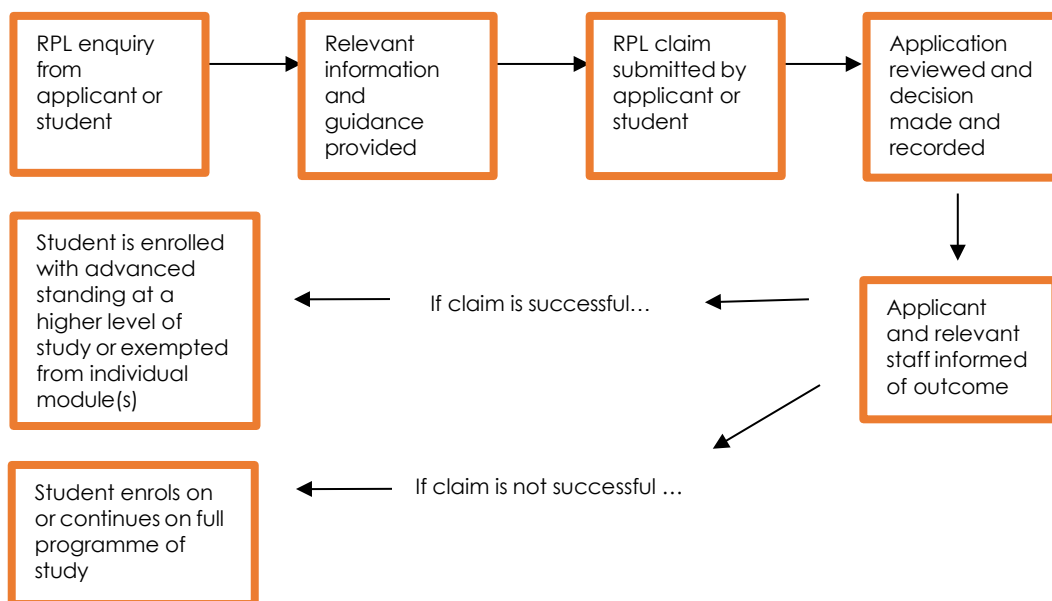 RPL enquiry
from
applicant or
student
Relevant
information
and
guidance
provided
RPL claim
submitted by
applicant or
student
Application
reviewed and
decision
made and
recorded
Applicant
and relevant
staff informed
of outcome
If claim is successful…
Student is enrolled
with advanced
standing at a
higher level of
study or exempted
from individual
module(s)
If claim is not successful …
Student enrols on
or continues on full
programme of
study